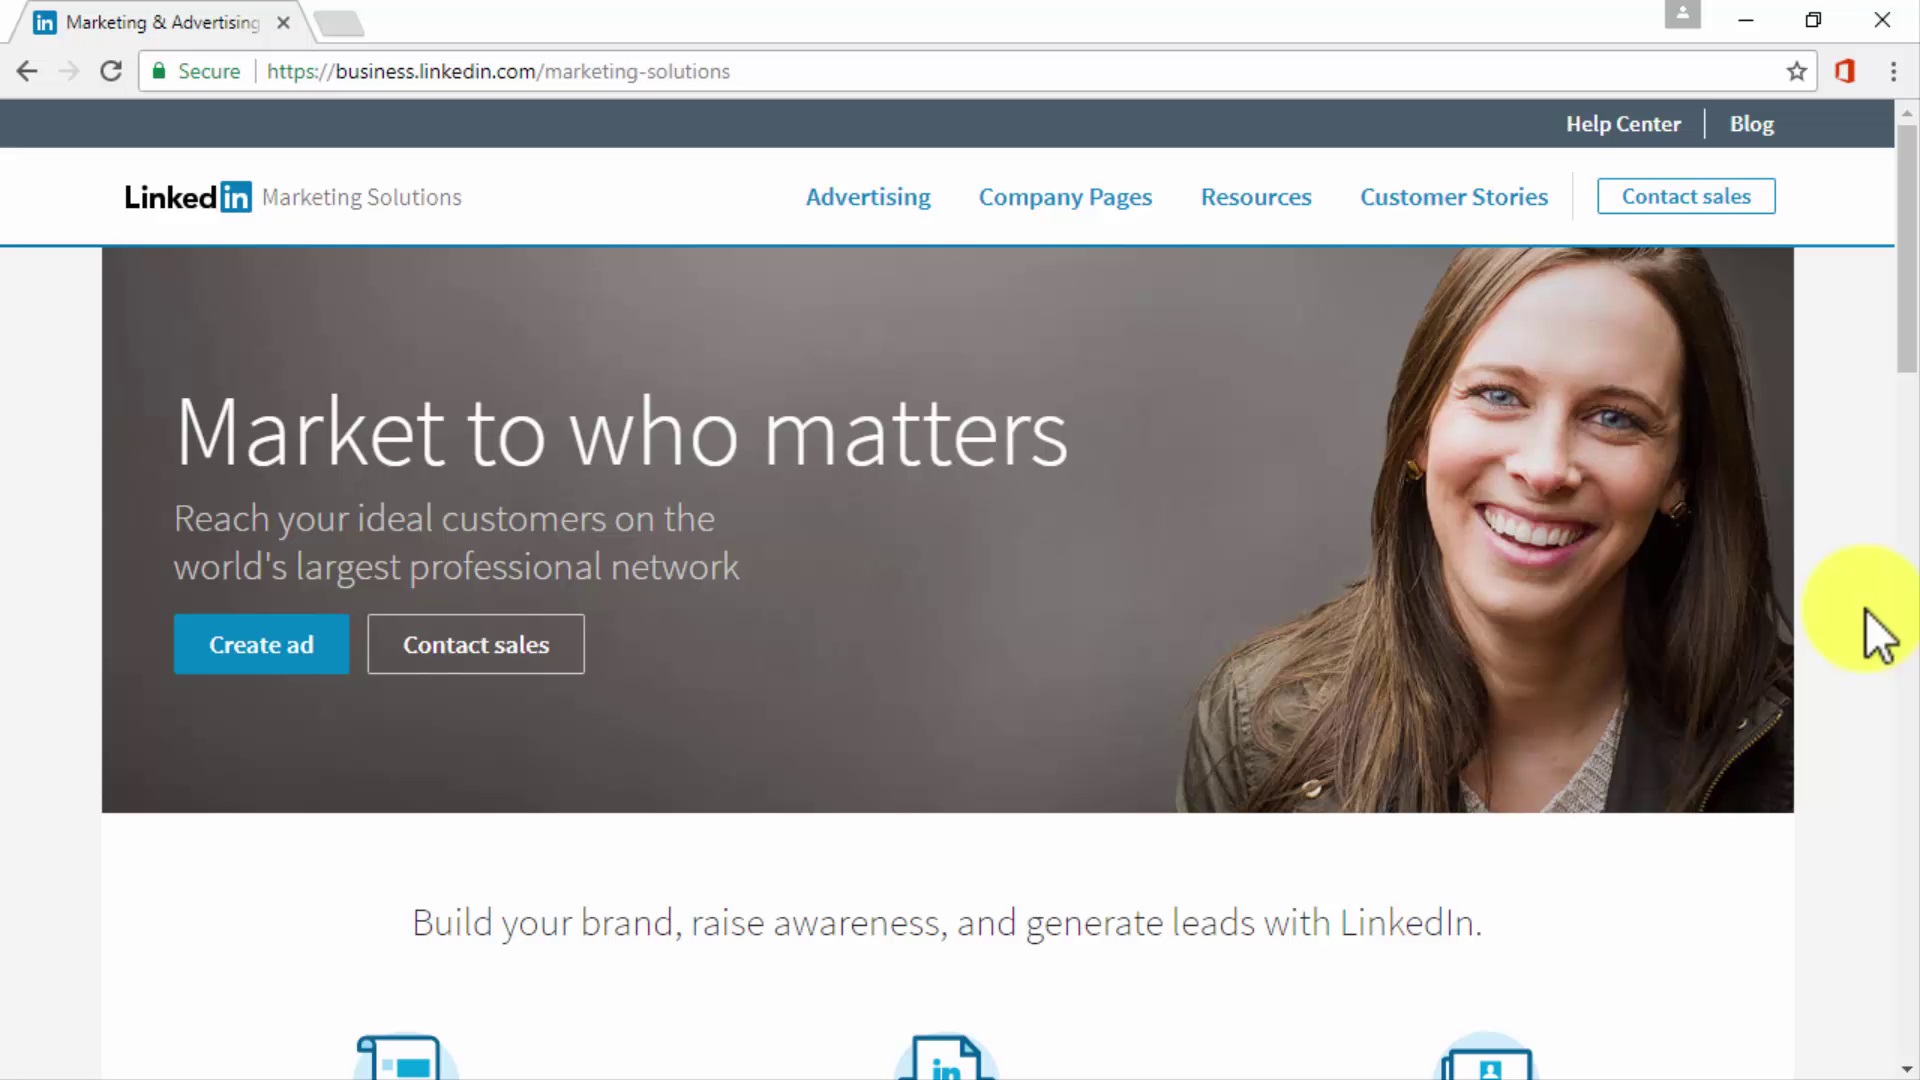 in Marketing & Advertising
Secure https://business.linkedin.com/marketing-solutions
Help Center Blog
Linkedin Marketing Solutions
Advertising Company Pages Resources Customer Stories Contact sales
Market to who matters
Reach your ideal customers on the
world's largest professional network
Create ad Contact sales
Build your brand, raise awareness, and generate leads with LinkedIn.
in